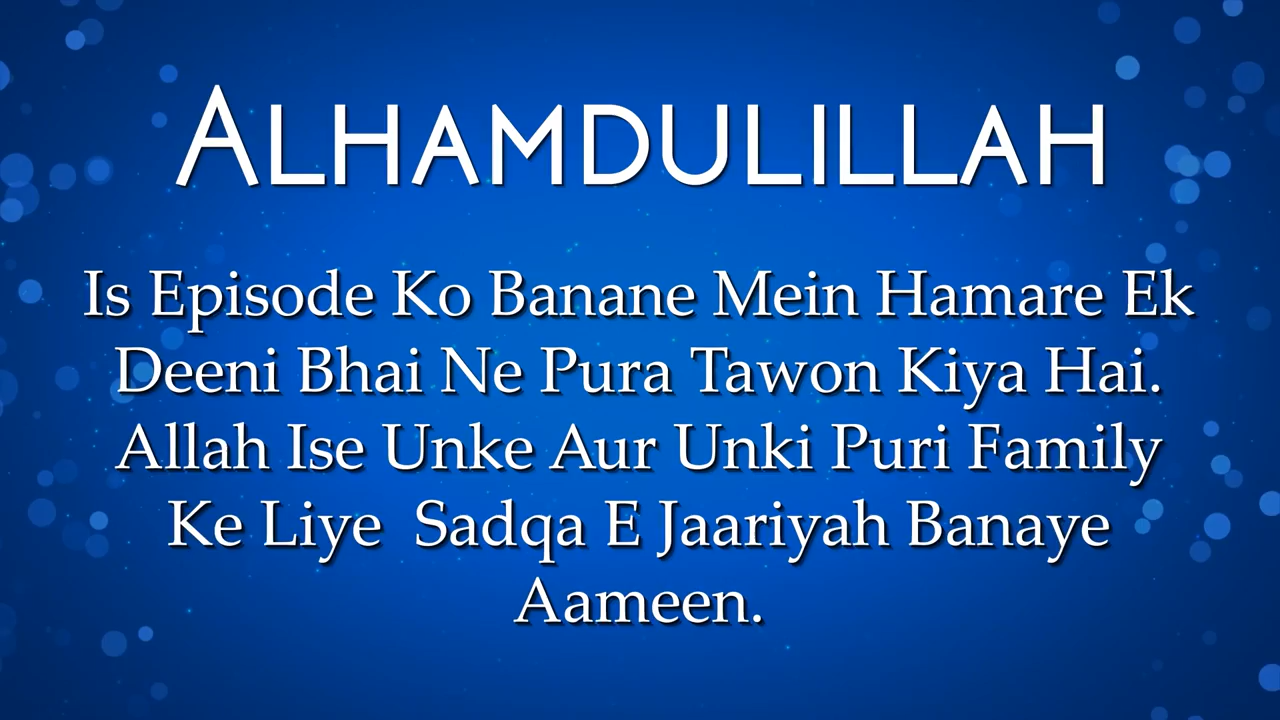 ALHAMDULILLAH
Is Episode Ko Banane Mein Hamare Ek
Deeni Bhai Ne Pura Tawon Kiya Hai.
Allah Ise Unke Aur Unki Puri Family
Ke Liye  Sadqa E Jaariyah Banaye
Aameen.